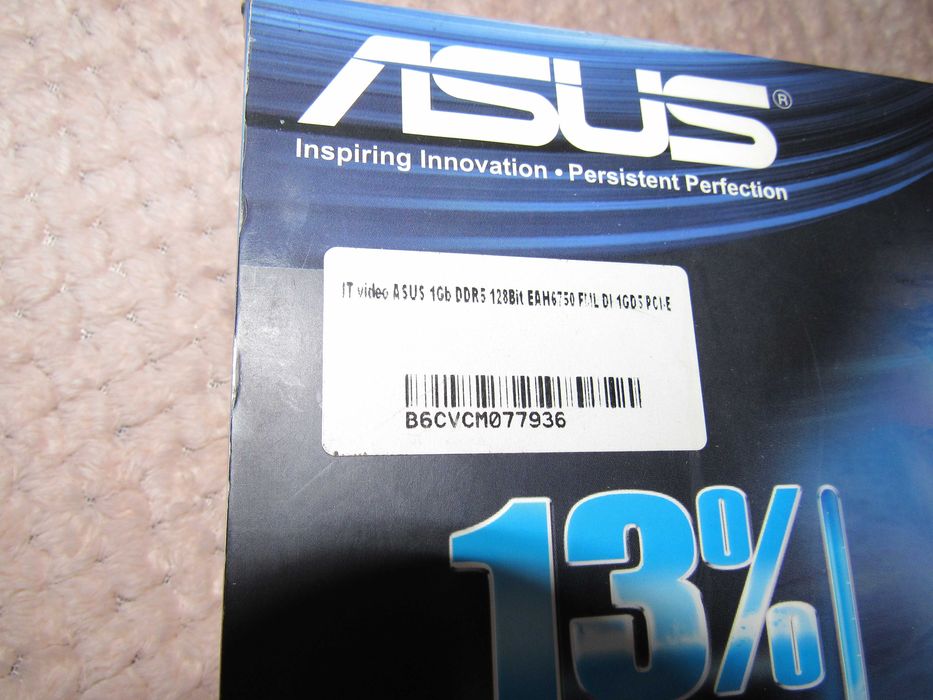 ASUS®
Inspiring Innovation • Persistent Perfection
IT video ASUS 1Gb DDR5 128Bit EAH6750 FML DI 1GD5 PCI-E
B6CVCM077936
13%